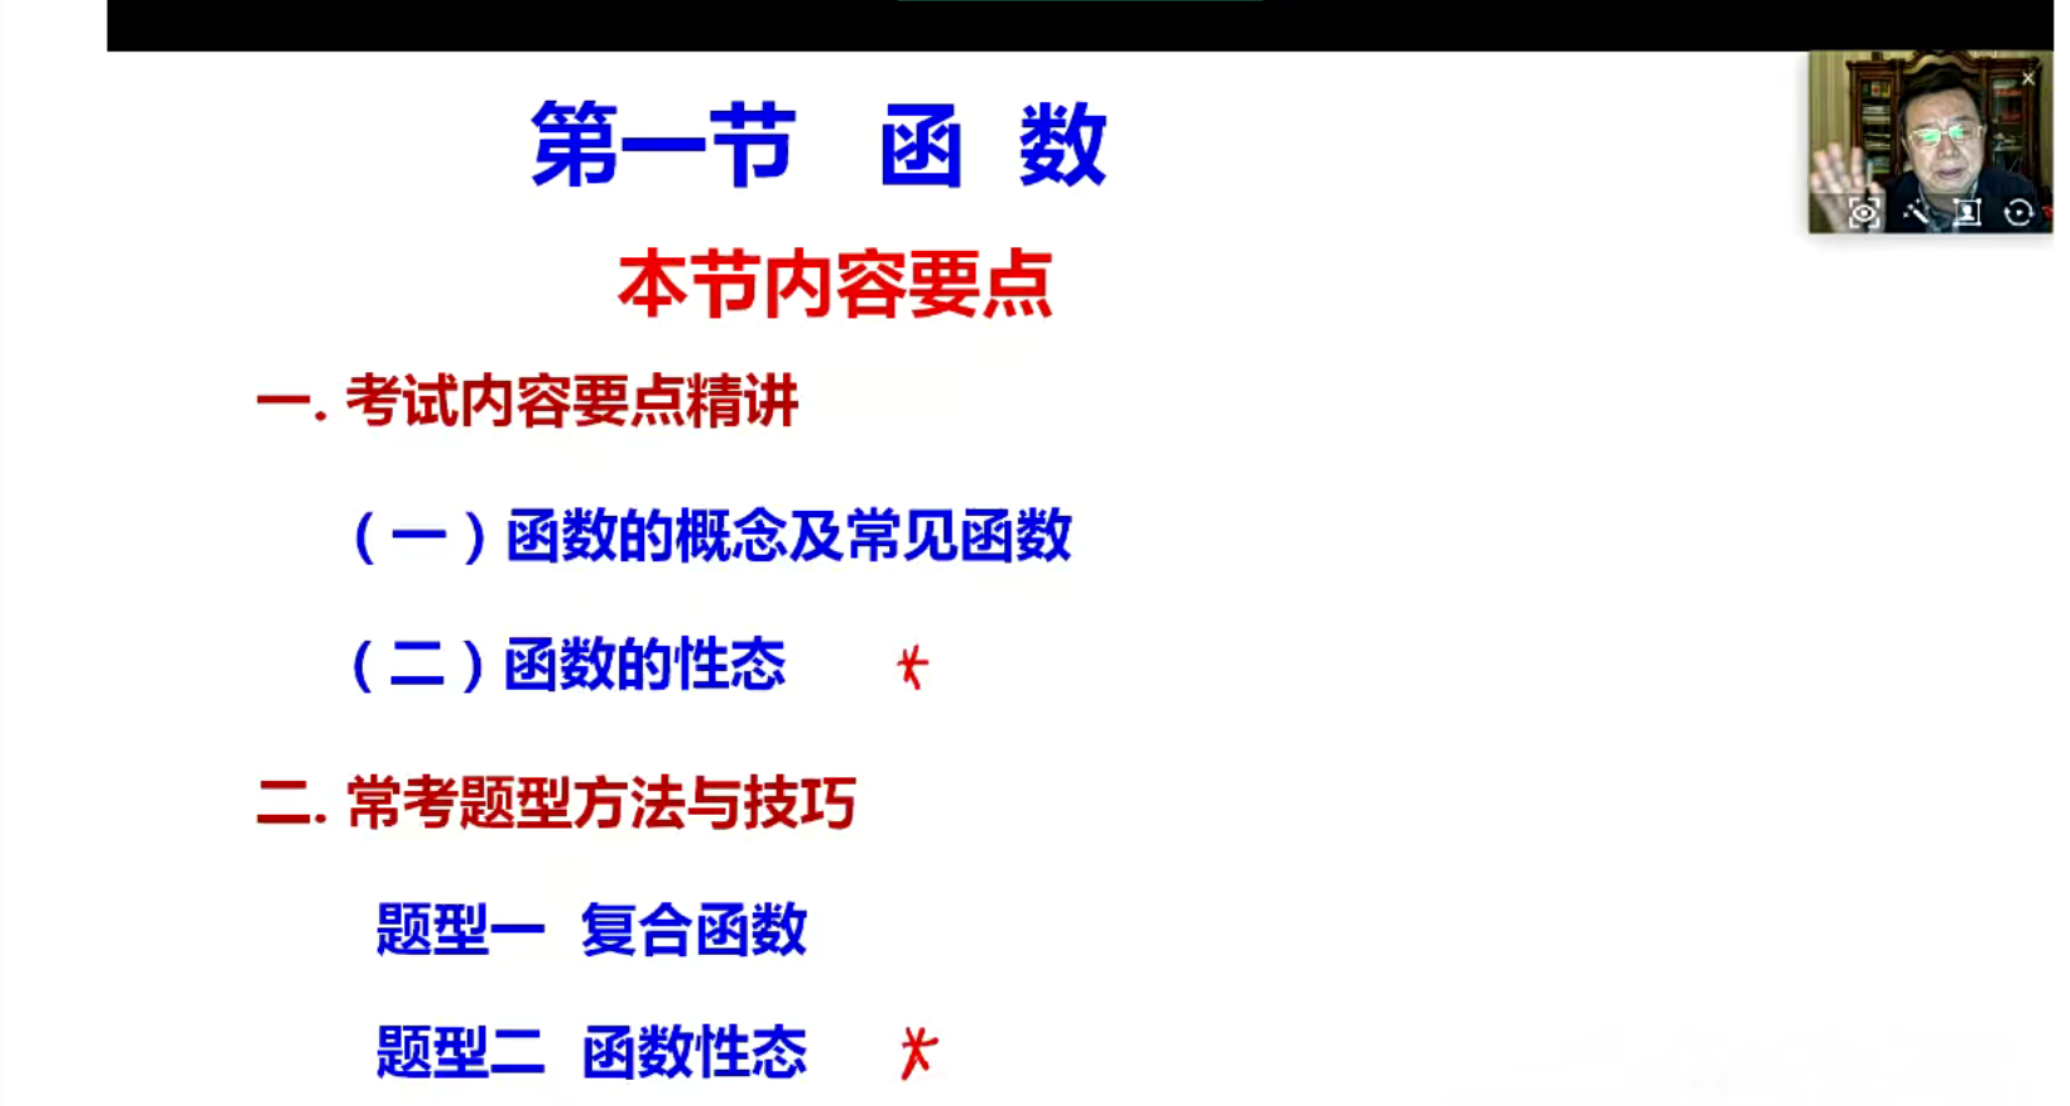 第一节 函 数
本节内容要点
一. 考试内容要点精讲
（一）函数的概念及常见函数
（二）函数的性态 *
二. 常考题型方法与技巧
题型一 复合函数
题型二 函数性态 *